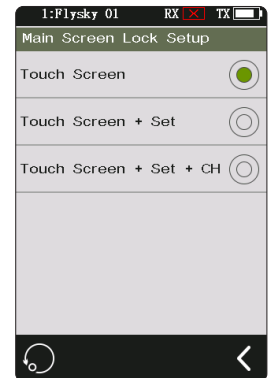 1:Flysky 01 RX TX
Main Screen Lock Setup
Touch Screen
Touch Screen + Set
Touch Screen + Set + CH